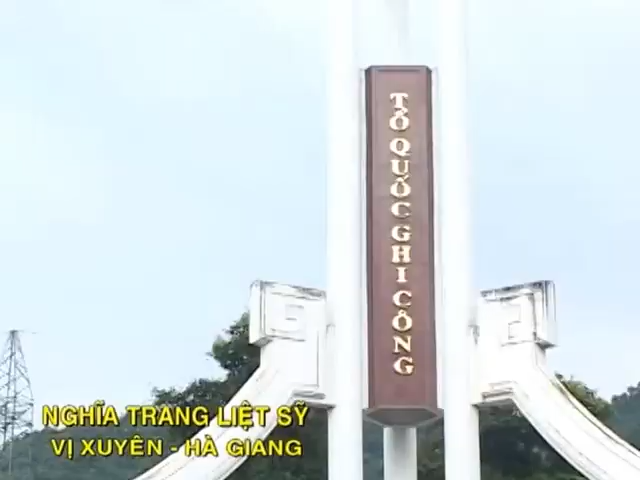 TỔ QUỐC GHI CÔNG
NGHĨA TRANG LIỆT SỸ
VỊ XUYÊN - HÀ GIANG